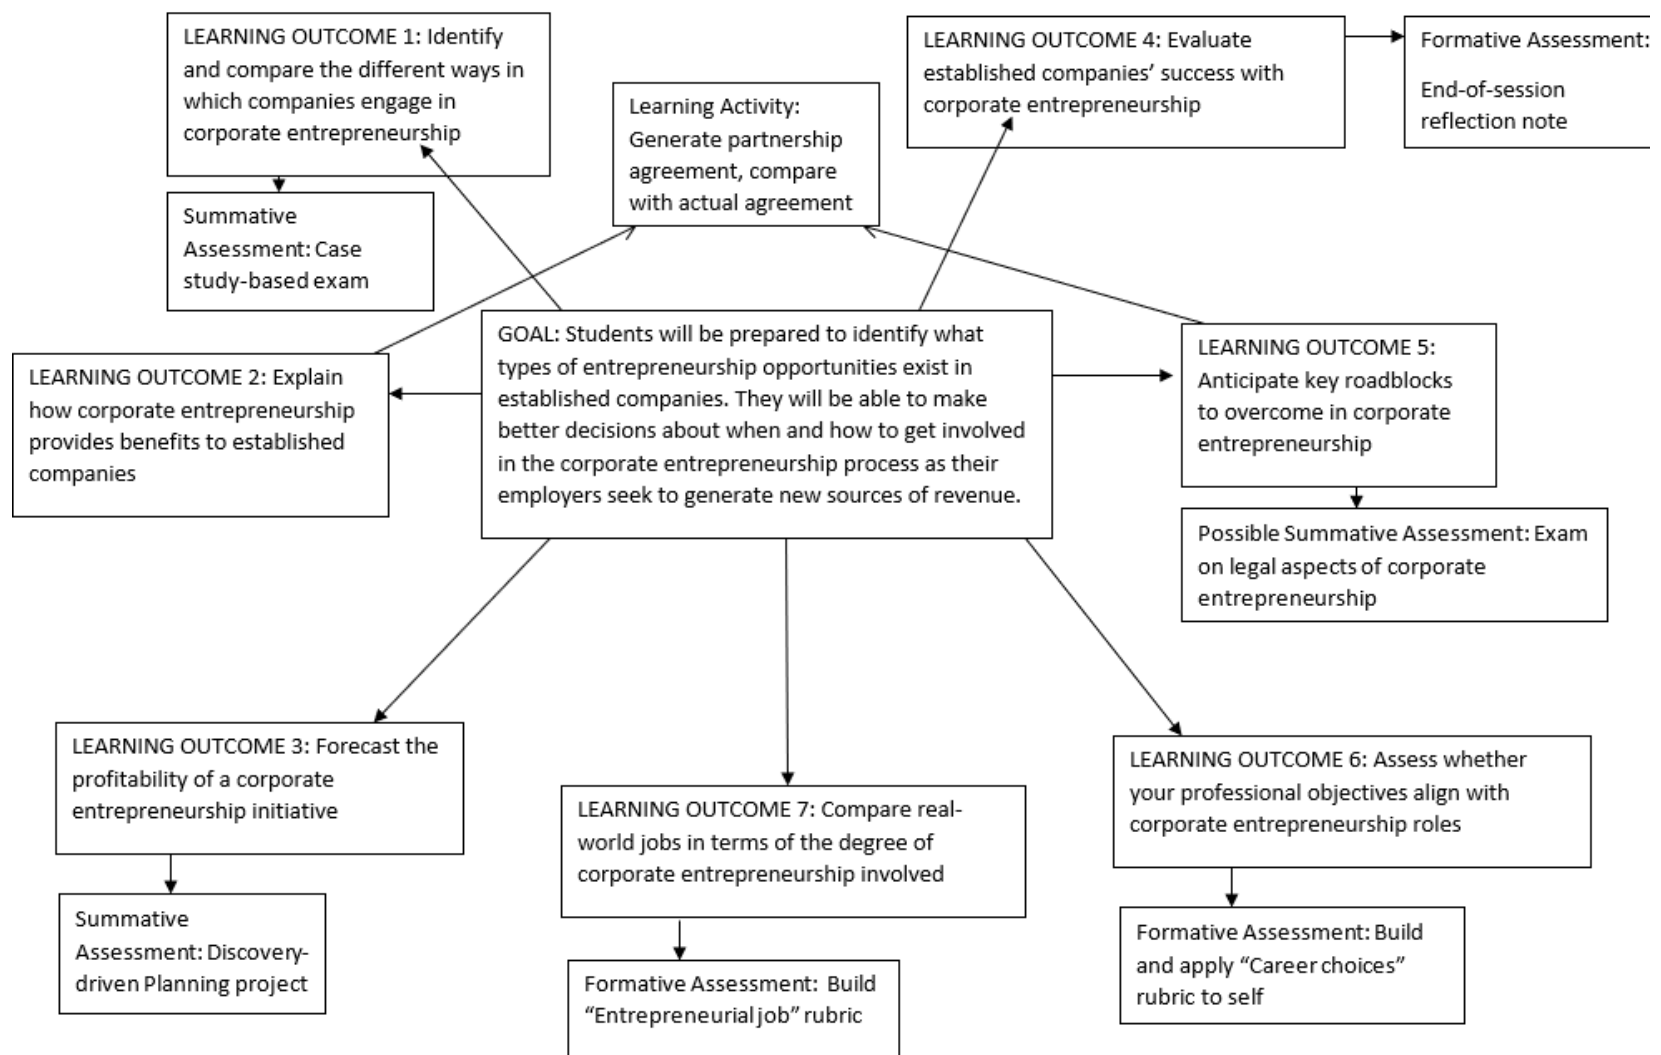 LEARNING OUTCOME 1: Identify
and compare the different ways in
which companies engage in
corporate entrepreneurship
Summative
Assessment: Case
study-based exam
Learning Activity:
Generate partnership
agreement, compare
with actual agreement
LEARNING OUTCOME 4: Evaluate
established companies’ success with
corporate entrepreneurship
Formative Assessment:
End-of-session
reflection note
LEARNING OUTCOME 2: Explain
how corporate entrepreneurship
provides benefits to established
companies
GOAL: Students will be prepared to identify what
types of entrepreneurship opportunities exist in
established companies. They will be able to make
better decisions about when and how to get involved
in the corporate entrepreneurship process as their
employers seek to generate new sources of revenue.
LEARNING OUTCOME 5:
Anticipate key roadblocks
to overcome in corporate
entrepreneurship
Possible Summative Assessment: Exam
on legal aspects of corporate
entrepreneurship
LEARNING OUTCOME 3: Forecast the
profitability of a corporate
entrepreneurship initiative
Summative
Assessment: Discovery-
driven Planning project
LEARNING OUTCOME 7: Compare real-
world jobs in terms of the degree of
corporate entrepreneurship involved
Formative Assessment: Build
“Entrepreneurial job” rubric
LEARNING OUTCOME 6: Assess whether
your professional objectives align with
corporate entrepreneurship roles
Formative Assessment: Build
and apply “Career choices”
rubric to self